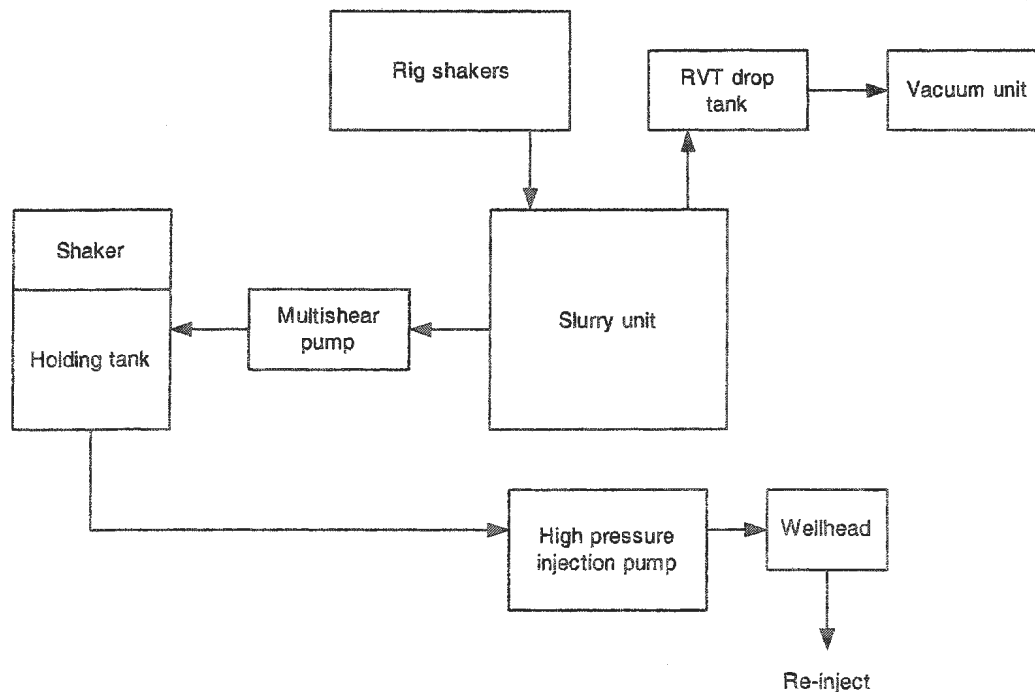 Rig shakers
RVT drop
tank
Vacuum unit
Shaker
Multishear
pump
Slurry unit
Holding tank
High pressure
injection pump
Wellhead
Re-inject